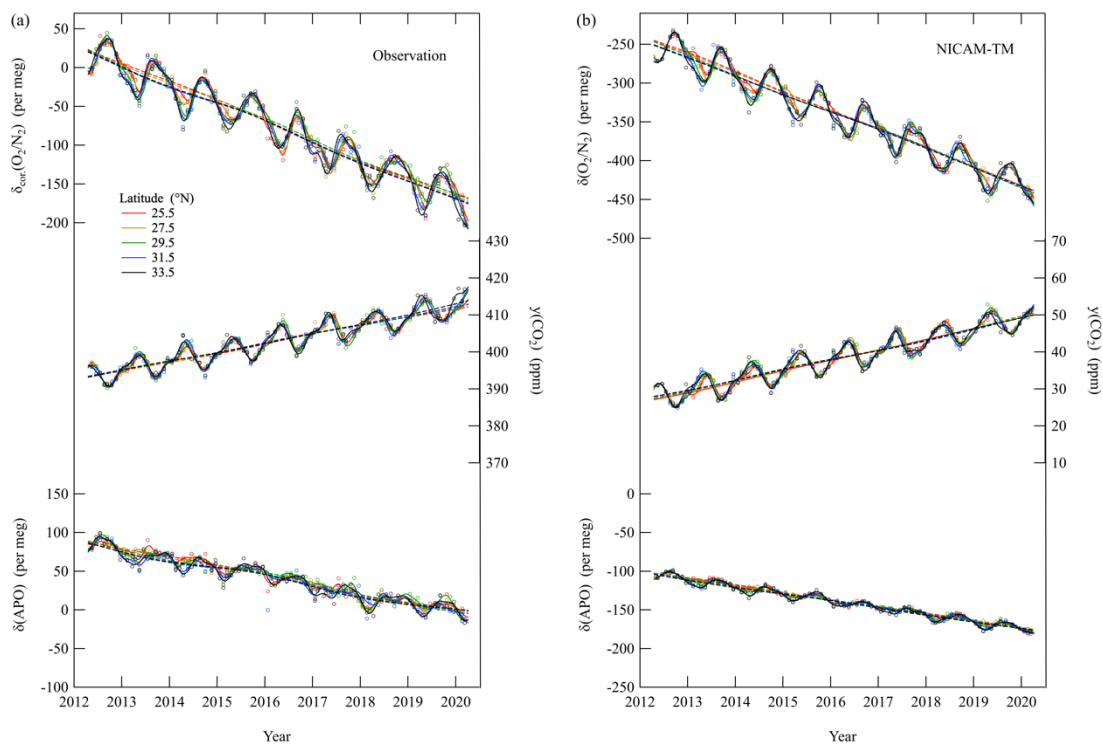 (a)
Observation
δcor.(O2/N2) (per meg)
50
0
-50
-100
-150
-200
Latitude (°N)
25.5
27.5
29.5
31.5
33.5
430
420
410
400
390
380
370
y(CO2) (ppm)
150
100
50
0
-50
-100
δ(APO) (per meg)
2012 2013 2014 2015 2016 2017 2018 2019 2020
Year
(b)
NICAM-TM
δ(O2/N2) (per meg)
-250
-300
-350
-400
-450
-500
70
60
50
40
30
20
10
y(CO2) (ppm)
0
-50
-100
-150
-200
-250
δ(APO) (per meg)
2012 2013 2014 2015 2016 2017 2018 2019 2020
Year